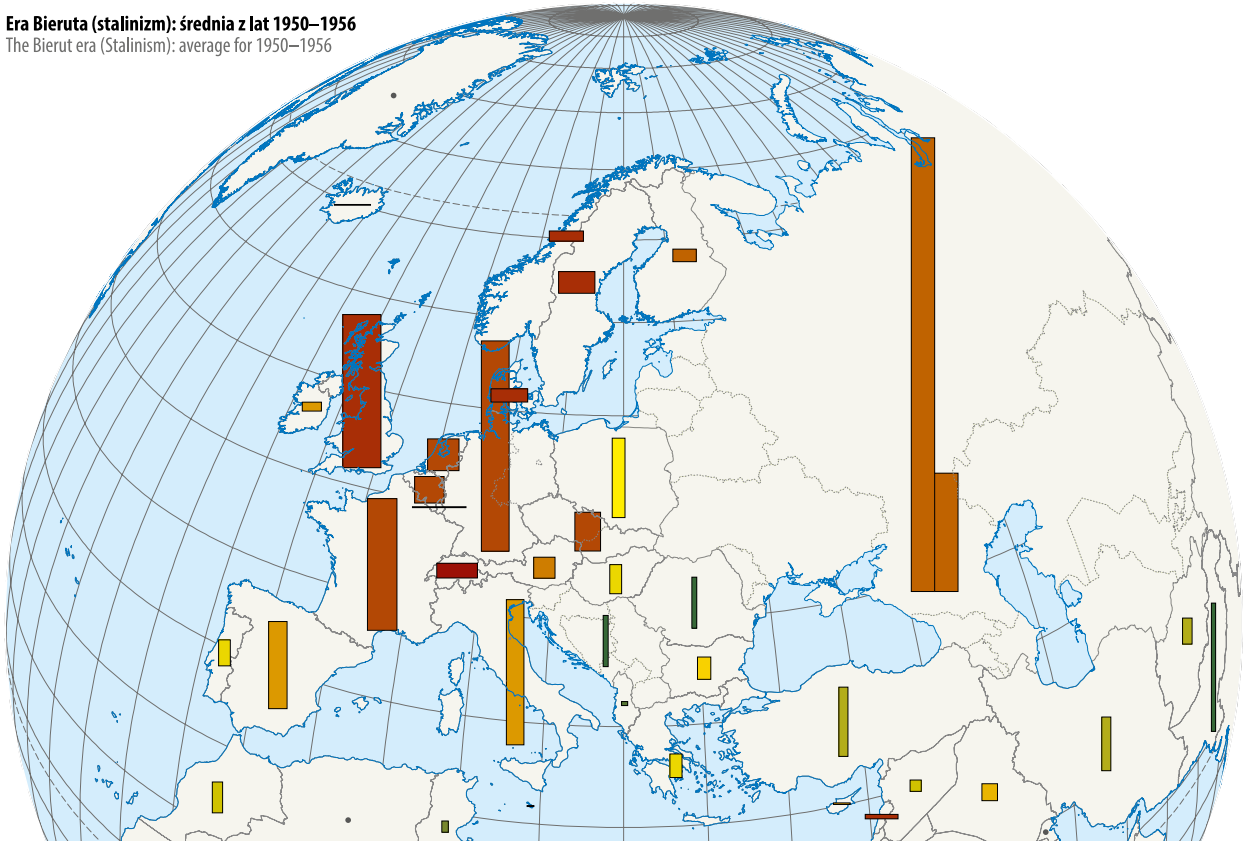 Era Bieruta (stalinizm): średnia z lat 1950–1956
The Bierut era (Stalinism): average for 1950–1956